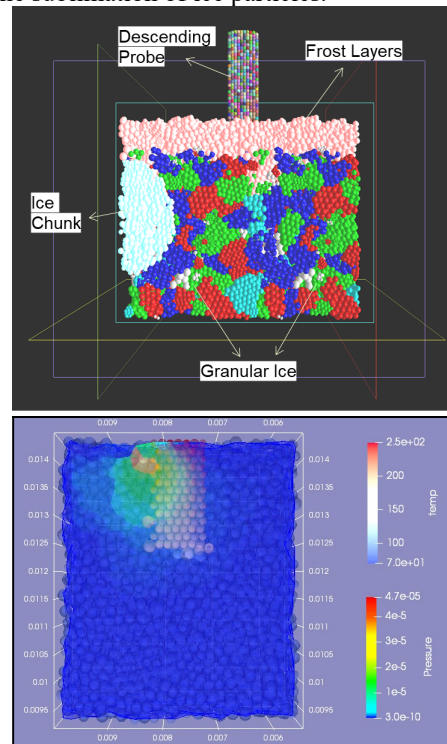 Descending
Probe
Frost Layers
Ice
Chunk
Granular Ice
0.009 0.008 0.007 0.006
0.014 0.014
0.0135 0.0135
0.013 0.013
0.0125 0.0125
0.012 0.012
0.0115 0.0115
0.011 0.011
0.0105 0.0105
0.01 0.01
0.0095 0.0095
0.009 0.008 0.007 0.006
2.5e+02
200
150
100
7.0e+01
temp
4.7e-05
4e-5
2e-5
1e-5
3.0e-10
Pressure